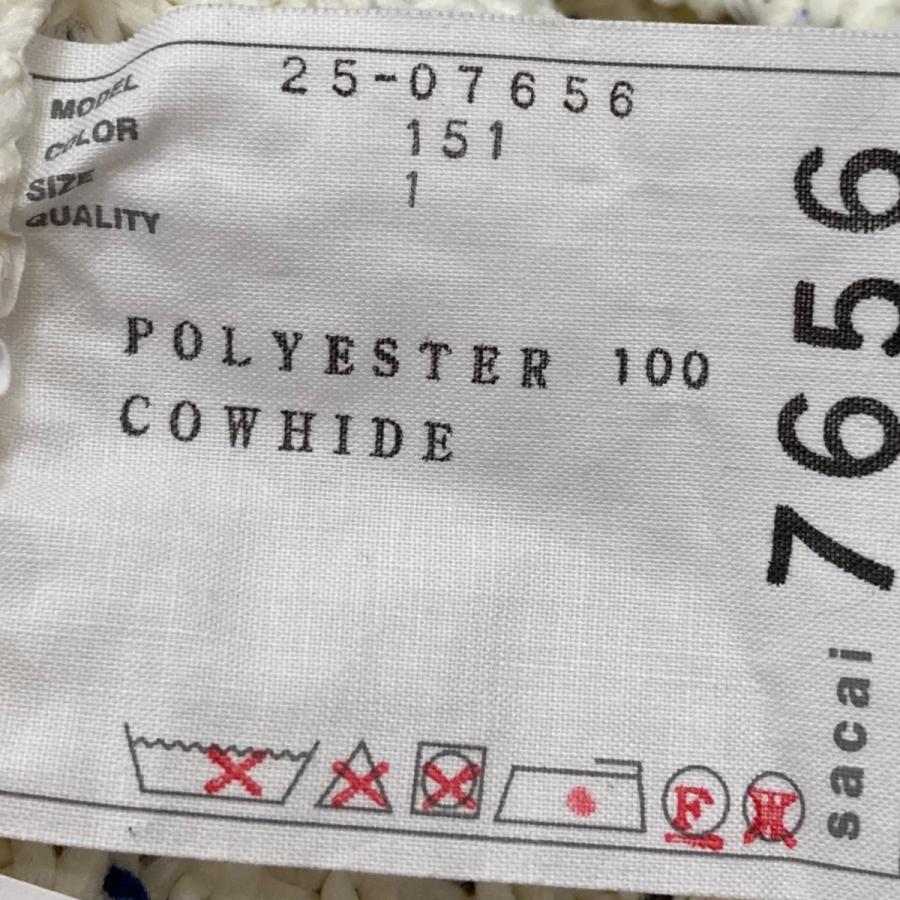 MODEL 25-07656
COLOR 151
SIZE 1
QUALITY
POLYESTER 100
COWHIDE
F W
sacai 7656